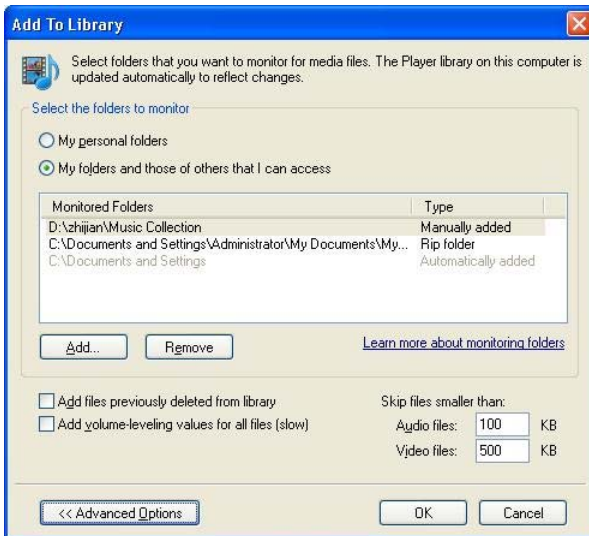 Add To Library
Select folders that you want to monitor for media files. The Player library on this computer is
updated automatically to reflect changes.
Select the folders to monitor
My personal folders
My folders and those of others that I can access
Monitored Folders Type
D:\zhijian\Music Collection Manually added
C:\Documents and Settings\Administrator\My Documents\My... Rip folder
C:\Documents and Settings Automatically added
Add... Remove Learn more about monitoring folders
Add files previously deleted from library Skip files smaller than:
Add volume-leveling values for all files (slow) Audio files: 100 KB
Video files: 500 KB
<< Advanced Options OK Cancel